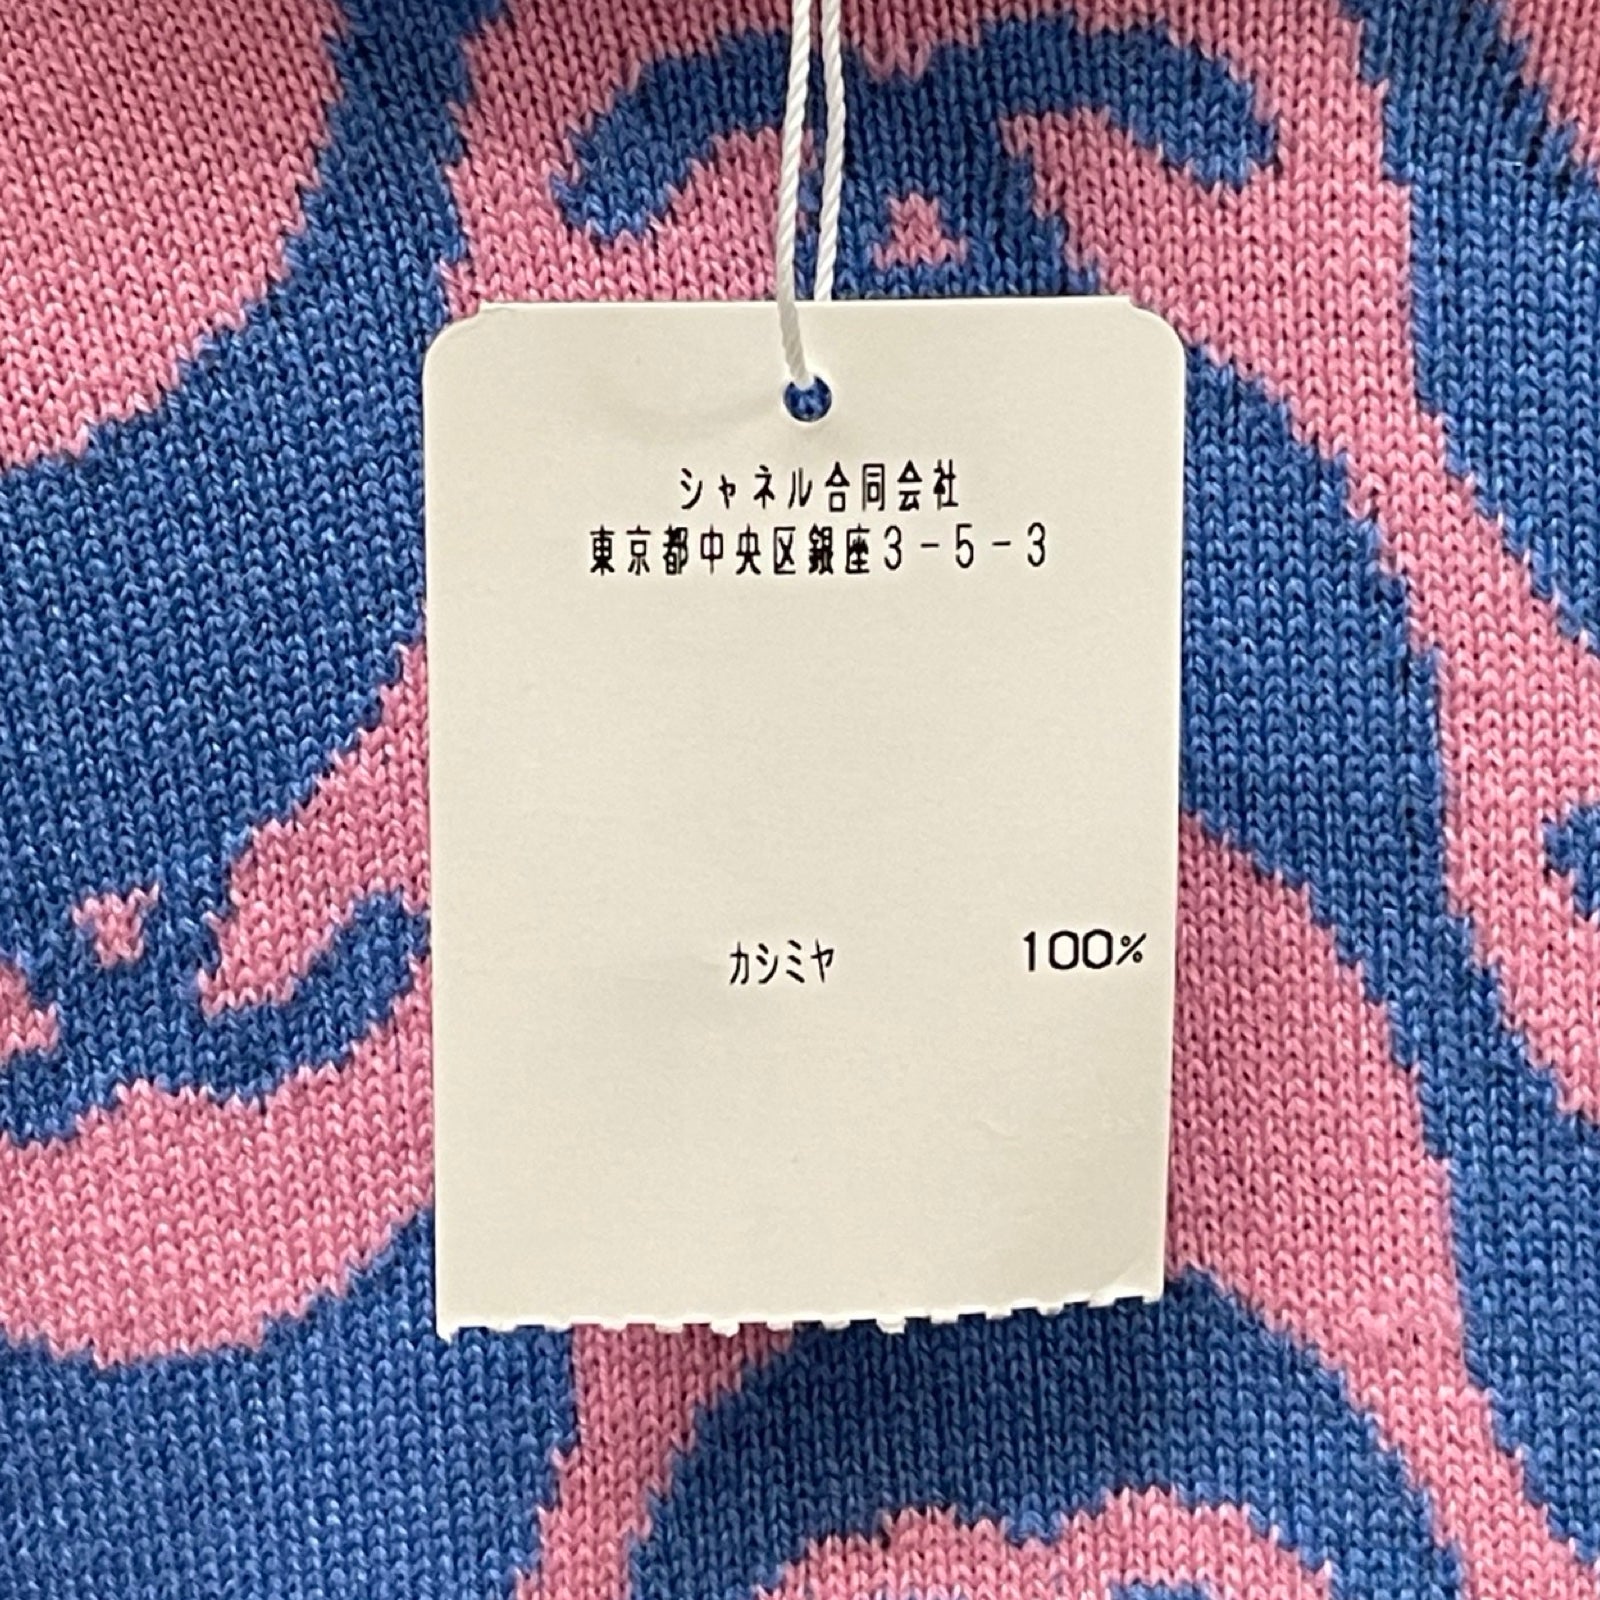 シャネル合同会社
東京都中央区銀座3-5-3
カシミヤ 100%